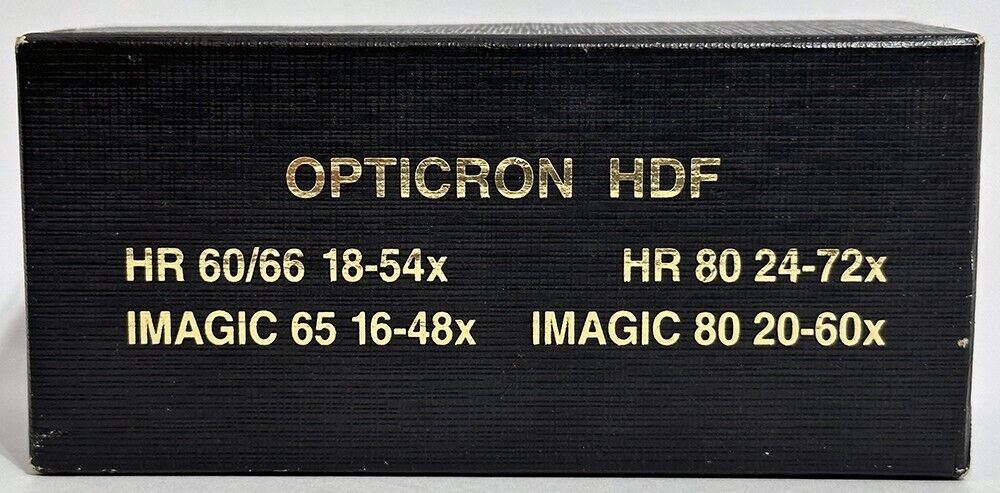 OPTICRON HDF
HR 60/66 18-54x HR 80 24-72x
IMAGIC 65 16-48x IMAGIC 80 20-60x